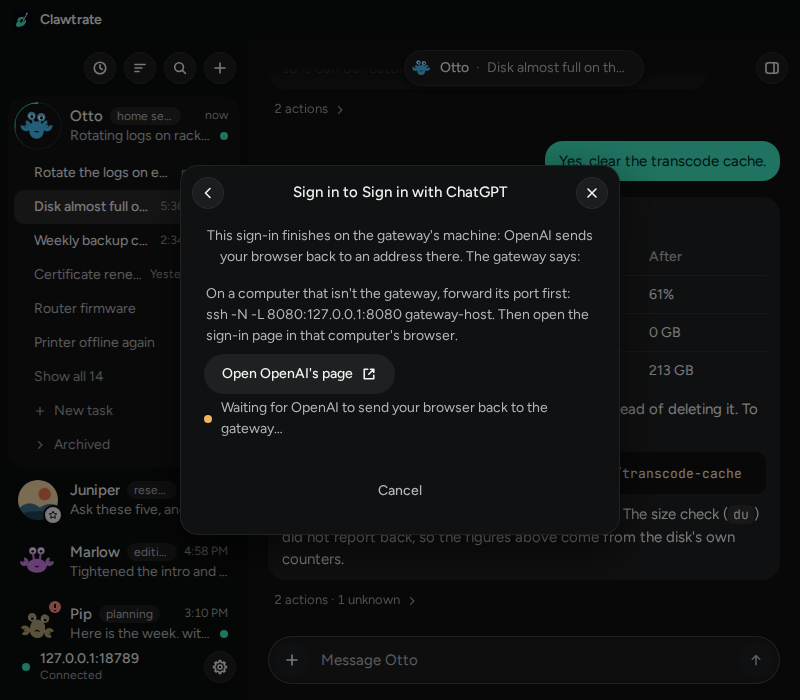 Clawtrate
Otto home se... now
Rotating logs on rack...
Rotate the logs on e...
Disk almost full o... 5:36
Weekly backup c... 2:34
Certificate rene... Yeste
Router firmware
Printer offline again
Show all 14
+ New task
Archived
Juniper rese...
Ask these five, an
Marlow editi... 4:58 PM
Tightened the intro and ...
Pip planning 3:10 PM
Here is the week. wit...
127.0.0.1:18789
Connected
Otto · Disk almost full on th...
2 actions
Yes, clear the transcode cache.
After
61%
0 GB
213 GB
ead of deleting it. To
/transcode-cache
The size check ( du )
did not report back, so the figures above come from the disk's own
counters.
2 actions · 1 unknown
Message Otto
Sign in to Sign in with ChatGPT
This sign-in finishes on the gateway's machine: OpenAI sends
your browser back to an address there. The gateway says:
On a computer that isn't the gateway, forward its port first:
ssh -N -L 8080:127.0.0.1:8080 gateway-host. Then open the
sign-in page in that computer's browser.
Open OpenAI's page
Waiting for OpenAI to send your browser back to the
gateway...
Cancel